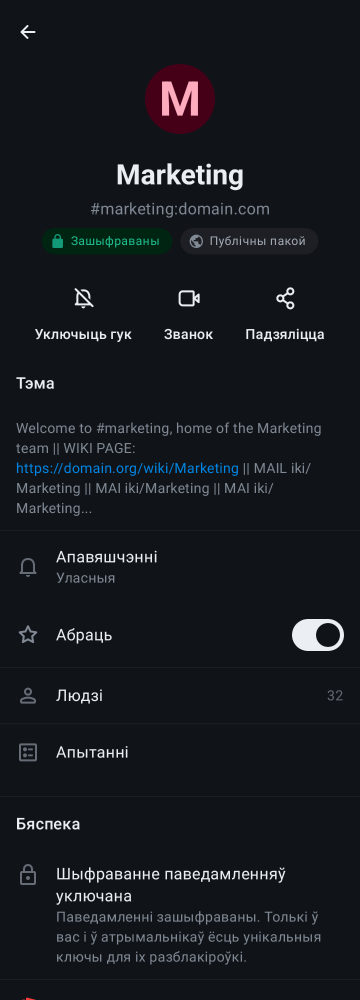 M
Marketing
#marketing:domain.com
Зашыфраваны
Публічны пакой
Уключыць гук
Званок
Падзяліцца
Тэма
Welcome to #marketing, home of the Marketing
team || WIKI PAGE:
https://domain.org/wiki/Marketing || MAIL iki/
Marketing || MAI iki/Marketing || MAI iki/
Marketing...
Апавяшчэнні
Уласныя
Абраць
Людзі
32
Апытанні
Бяспека
Шыфраванне паведамленняў
уключана
Паведамленні зашыфраваны. Толькі ў
вас і ў атрымальнікаў ёсць унікальныя
ключы для іх разблакіроўкі.